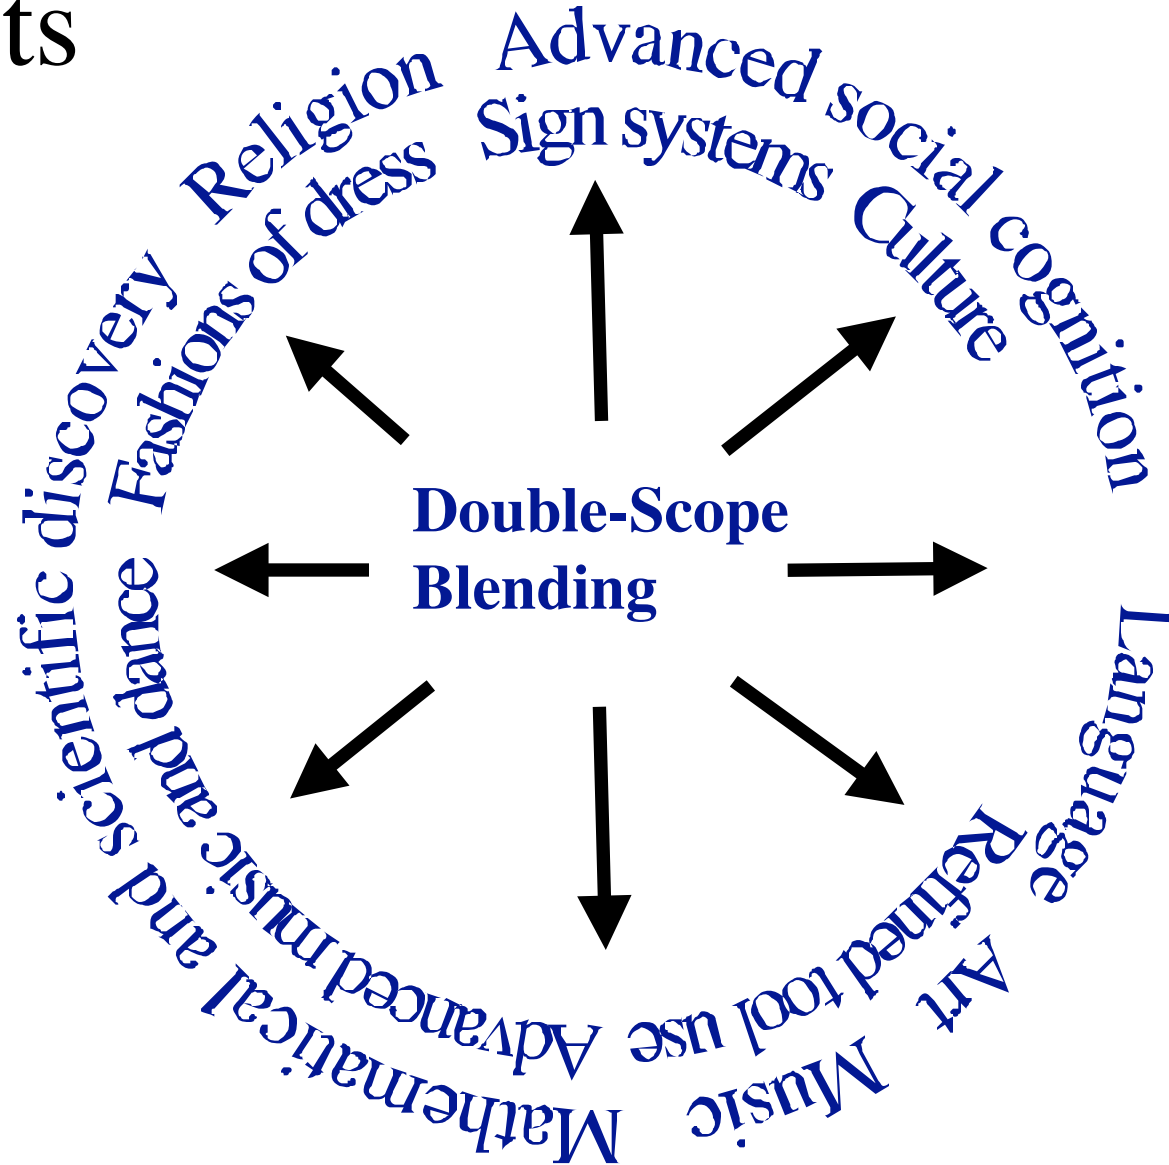 ts
Advanced social cognition
Language
Art
Music
Mathematical and scientific discovery
Religion
Sign systems
Culture
Refined tool use
Advanced music and dance
Fashions of dress
Double-Scope
Blending